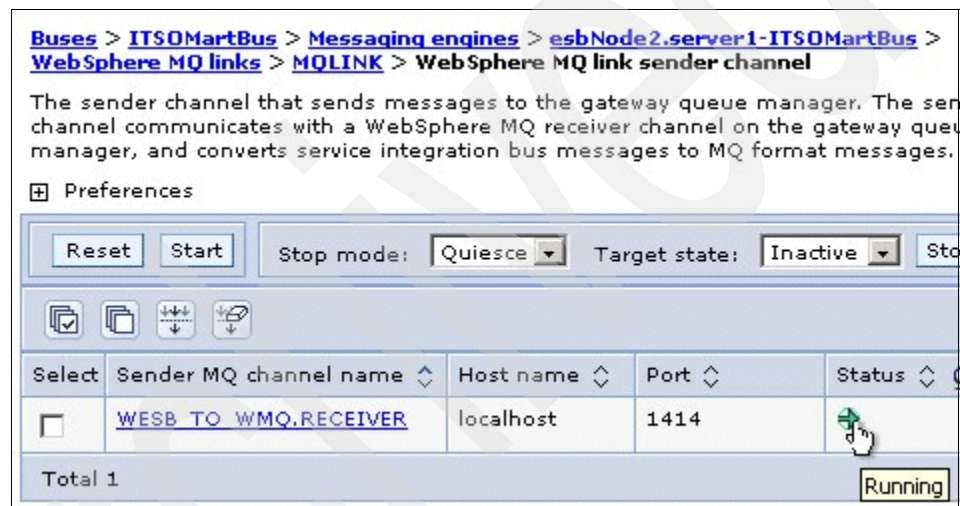 Buses > ITSOMartBus > Messaging engines > esbNode2.server1-ITSOMartBus >
WebSphere MQ links > MQLINK > WebSphere MQ link sender channel
The sender channel that sends messages to the gateway queue manager. The sen
channel communicates with a WebSphere MQ receiver channel on the gateway queu
manager, and converts service integration bus messages to MQ format messages.
Preferences
Reset Start Stop mode: Quiesce Target state: Inactive Sto
Select Sender MQ channel name Host name Port Status
WESB_TO_WMQ.RECEIVER localhost 1414
Running
Total 1